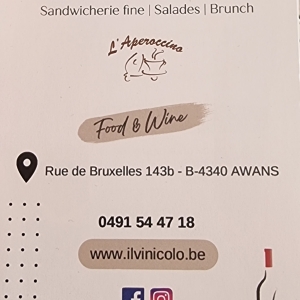 Sandwicherie fine | Salades | Brunch
L'Aperoccino
Food & Wine
Rue de Bruxelles 143b - B-4340 AWANS
0491 54 47 18
www.ilvinicolo.be